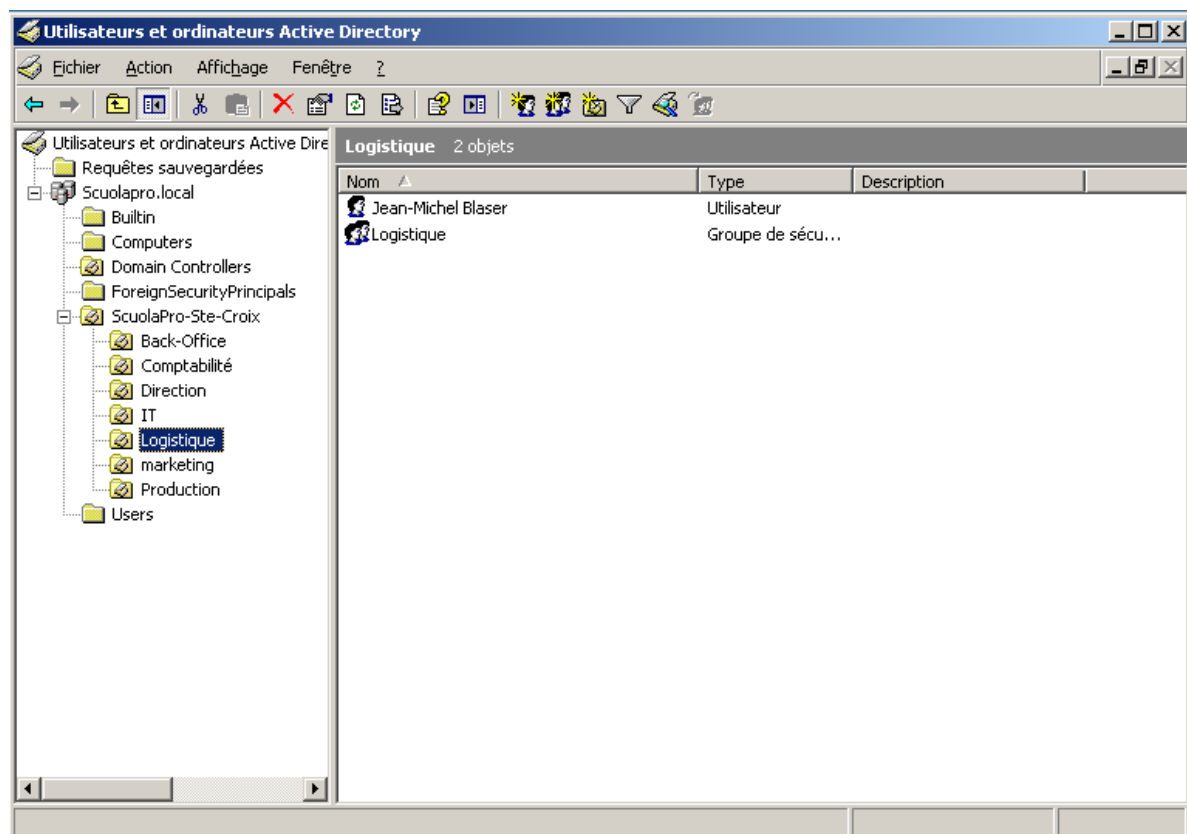 Utilisateurs et ordinateurs Active Directory
Fichier Action Affichage Fenêtre ?
Utilisateurs et ordinateurs Active Dire
Requêtes sauvegardées
Scuolapro.local
Builtin
Computers
Domain Controllers
ForeignSecurityPrincipals
ScuolaPro-Ste-Croix
Back-Office
Comptabilité
Direction
IT
Logistique
marketing
Production
Users
Logistique 2 objets
Nom Type Description
Jean-Michel Blaser Utilisateur
Logistique Groupe de sécu...